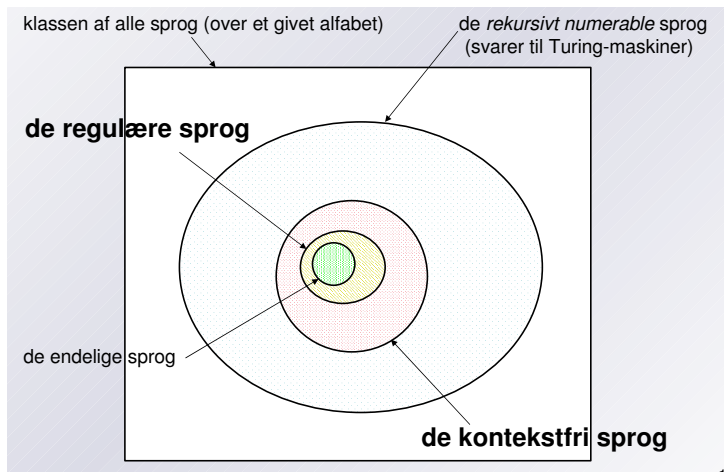 klassen af alle sprog (over et givet alfabet)
de rekursivt numerable sprog
(svarer til Turing-maskiner)
de regulære sprog
de endelige sprog
de kontekstfri sprog